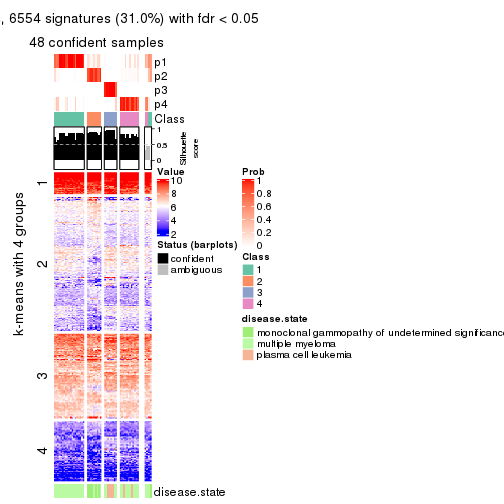 , 6554 signatures (31.0%) with fdr < 0.05
48 confident samples
p1
p2
p3
p4
Class
1
0.5
0
Silhouette
score
k-means with 4 groups
1
2
3
4
disease.state
Value
10
8
6
4
2
Status (barplots)
confident
ambiguous
Prob
1
0.8
0.6
0.4
0.2
0
Class
1
2
3
4
disease.state
monoclonal gammopathy of undetermined significance
multiple myeloma
plasma cell leukemia